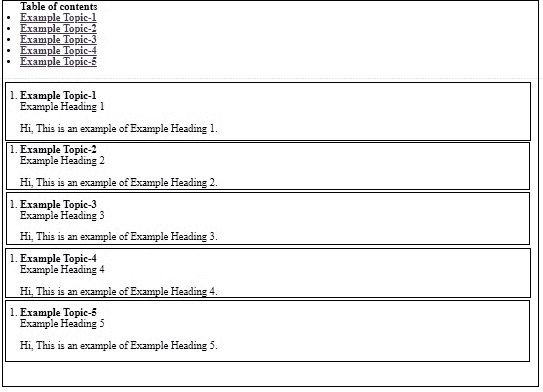 Table of contents
• Example Topic-1
• Example Topic-2
• Example Topic-3
• Example Topic-4
• Example Topic-5
1. Example Topic-1
Example Heading 1
Hi, This is an example of Example Heading 1.
1. Example Topic-2
Example Heading 2
Hi, This is an example of Example Heading 2.
1. Example Topic-3
Example Heading 3
Hi, This is an example of Example Heading 3.
1. Example Topic-4
Example Heading 4
Hi, This is an example of Example Heading 4.
1. Example Topic-5
Example Heading 5
Hi, This is an example of Example Heading 5.